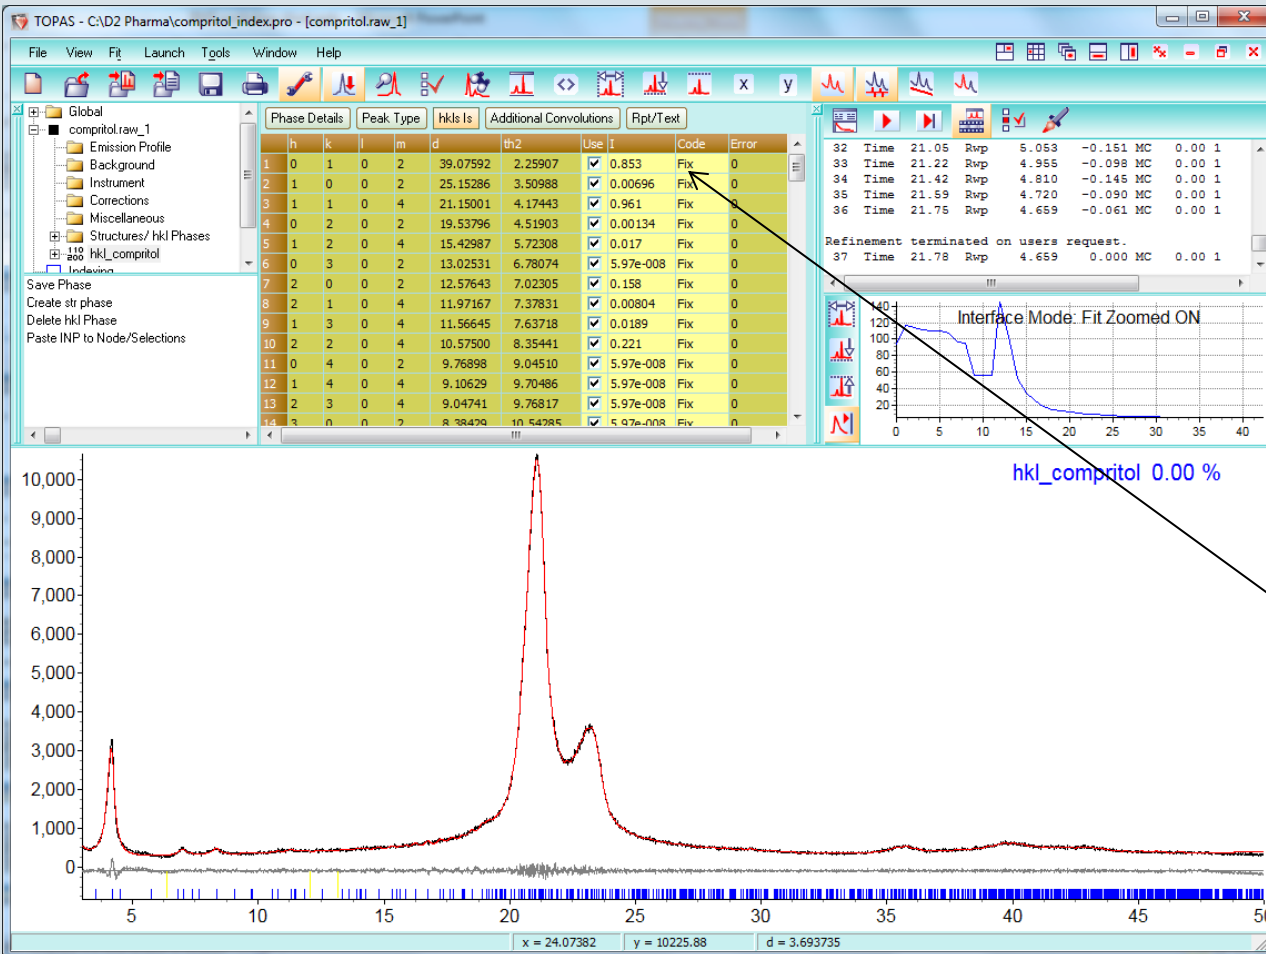 TOPAS - C:\D2 Pharma\compritol_index.pro - [compritol.raw_1]
File View Fit Launch Tools Window Help
x y
Global
compritol.raw_1
Emission Profile
Background
Instrument
Corrections
Miscellaneous
Structures/ hkl Phases
hkl_compritol
Indexing
Save Phase
Create str phase
Delete hkl Phase
Paste INP to Node/Selections
Phase Details Peak Type hkls Is Additional Convolutions Rpt/Text
h k l m d th2 Use I Code Error
1 0 1 0 2 39.07592 2.25907 0.853 Fix 0
2 1 0 0 2 25.15286 3.50988 0.00696 Fix 0
3 1 1 0 4 21.15001 4.17443 0.961 Fix 0
4 0 2 0 2 19.53796 4.51903 0.00134 Fix 0
5 1 2 0 4 15.42987 5.72308 0.017 Fix 0
6 0 3 0 2 13.02531 6.78074 5.97e-008 Fix 0
7 2 0 0 2 12.57643 7.02305 0.158 Fix 0
8 2 1 0 4 11.97167 7.37831 0.00804 Fix 0
9 1 3 0 4 11.56645 7.63718 0.0189 Fix 0
10 2 2 0 4 10.57500 8.35441 0.221 Fix 0
11 0 4 0 2 9.76898 9.04510 5.97e-008 Fix 0
12 1 4 0 4 9.10629 9.70486 5.97e-008 Fix 0
13 2 3 0 4 9.04741 9.76817 5.97e-008 Fix 0
14 3 0 0 2 8.38429 10.54285 5.97e-008 Fix 0
32 Time 21.05 Rwp 5.053 -0.151 MC 0.00 1
33 Time 21.22 Rwp 4.955 -0.098 MC 0.00 1
34 Time 21.42 Rwp 4.810 -0.145 MC 0.00 1
35 Time 21.59 Rwp 4.720 -0.090 MC 0.00 1
36 Time 21.75 Rwp 4.659 -0.061 MC 0.00 1
Refinement terminated on users request.
37 Time 21.78 Rwp 4.659 0.000 MC 0.00 1
Interface Mode: Fit Zoomed ON
140
120
100
80
60
40
20
0 5 10 15 20 25 30 35 40
hkl_compritol 0.00 %
10,000
9,000
8,000
7,000
6,000
5,000
4,000
3,000
2,000
1,000
0
5 10 15 20 25 30 35 40 45 50
x = 24.07382 y = 10225.88 d = 3.693735